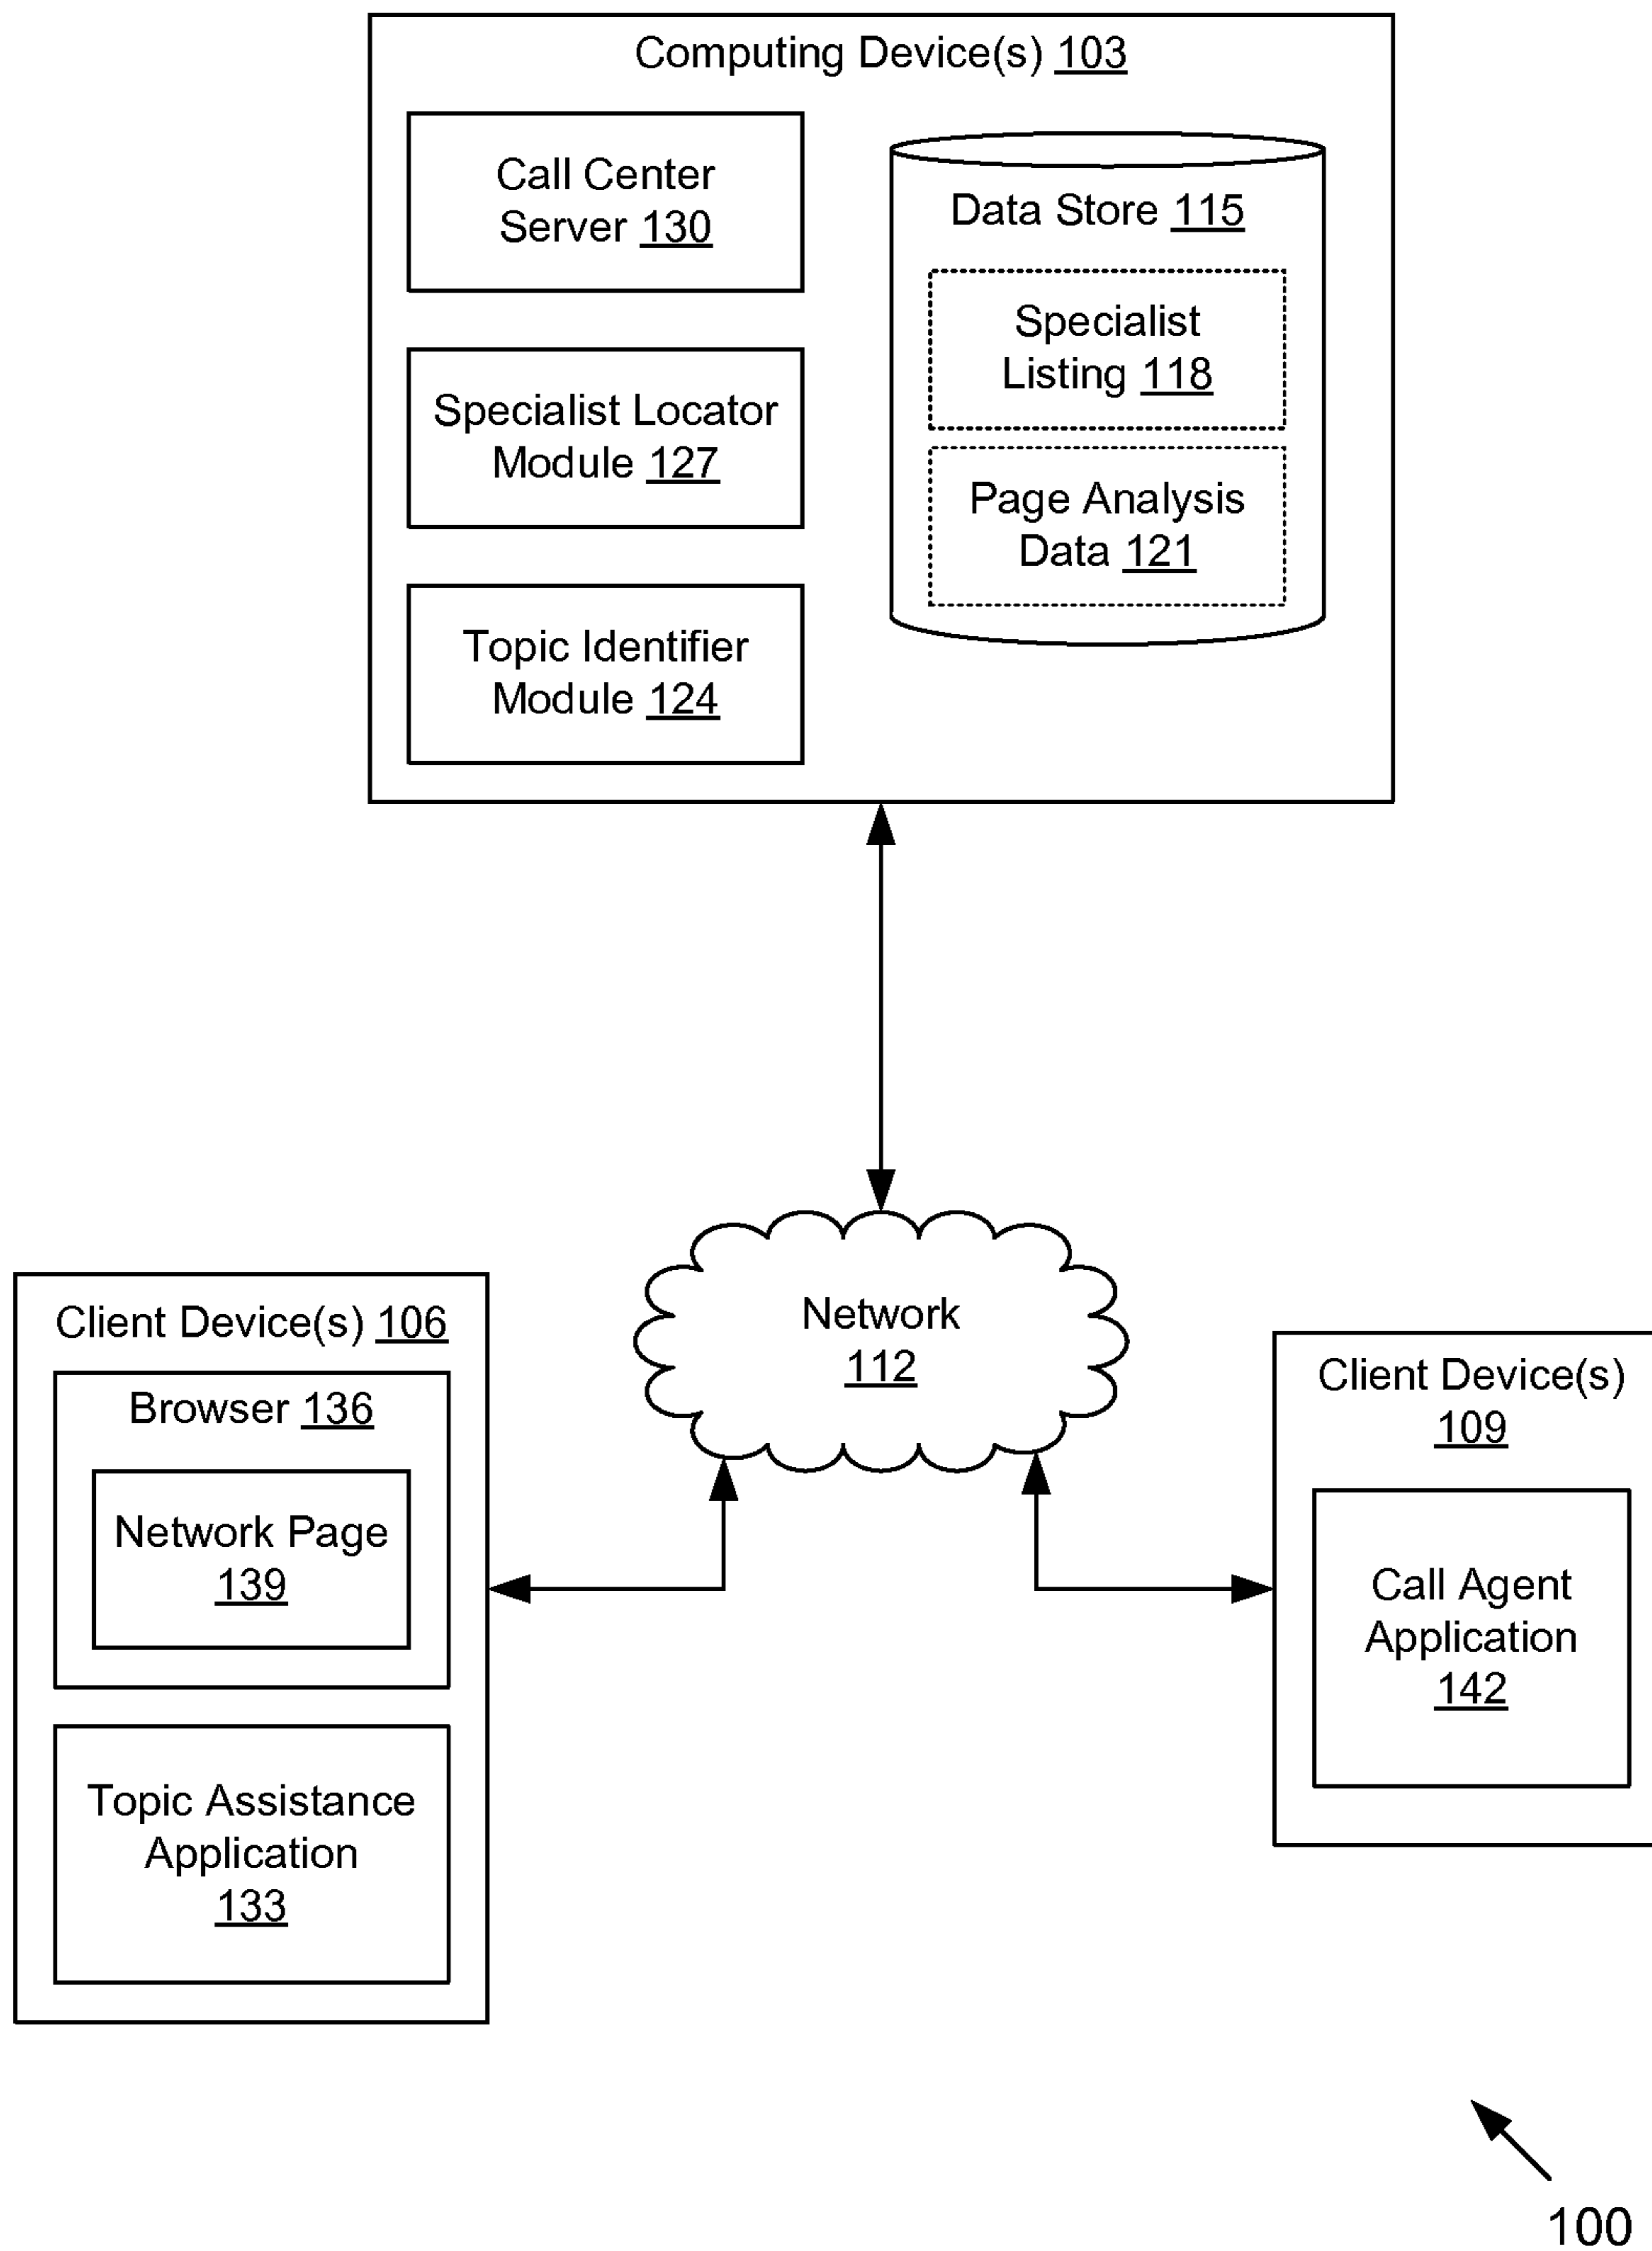 Computing Device(s) 103
Call Center
Server 130
Specialist Locator
Module 127
Topic Identifier
Module 124
Data Store 115
Specialist
Listing 118
Page Analysis
Data 121
Network
112
Client Device(s) 106
Browser 136
Network Page
139
Topic Assistance
Application
133
Client Device(s)
109
Call Agent
Application
142
100